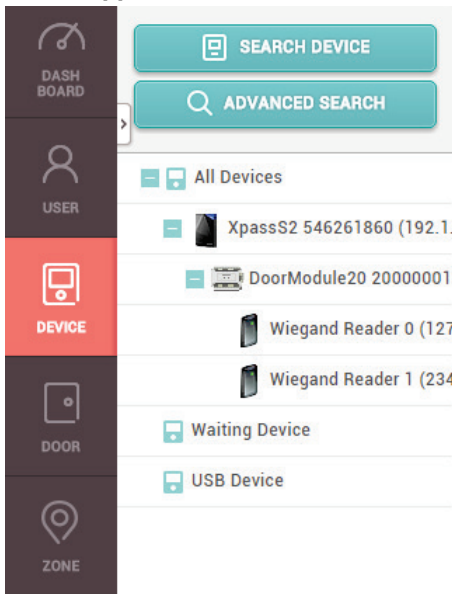 DASH
BOARD
USER
DEVICE
DOOR
ZONE
SEARCH DEVICE
ADVANCED SEARCH
All Devices
XpassS2 546261860 (192.1.
DoorModule20 20000001
Wiegand Reader 0 (127
Wiegand Reader 1 (234
Waiting Device
USB Device